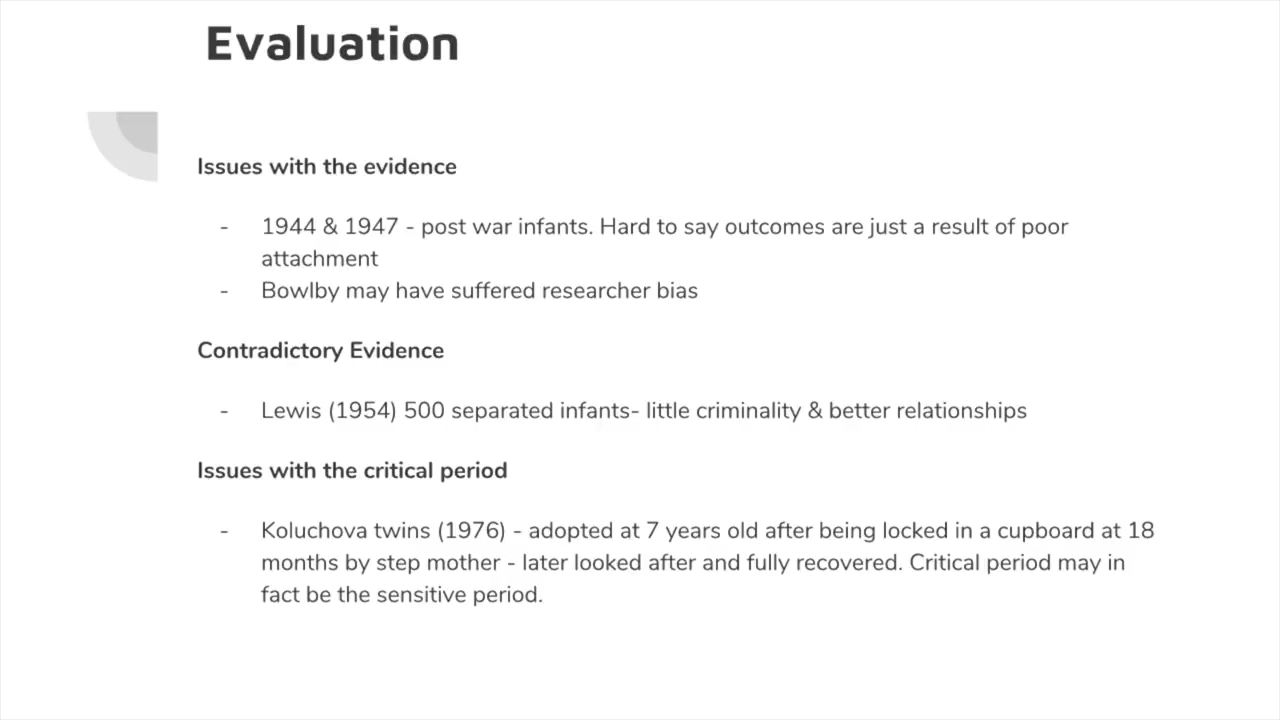 Evaluation
Issues with the evidence
- 1944 & 1947 - post war infants. Hard to say outcomes are just a result of poor
attachment
- Bowlby may have suffered researcher bias
Contradictory Evidence
- Lewis (1954) 500 separated infants- little criminality & better relationships
Issues with the critical period
- Koluchova twins (1976) - adopted at 7 years old after being locked in a cupboard at 18
months by step mother - later looked after and fully recovered. Critical period may in
fact be the sensitive period.